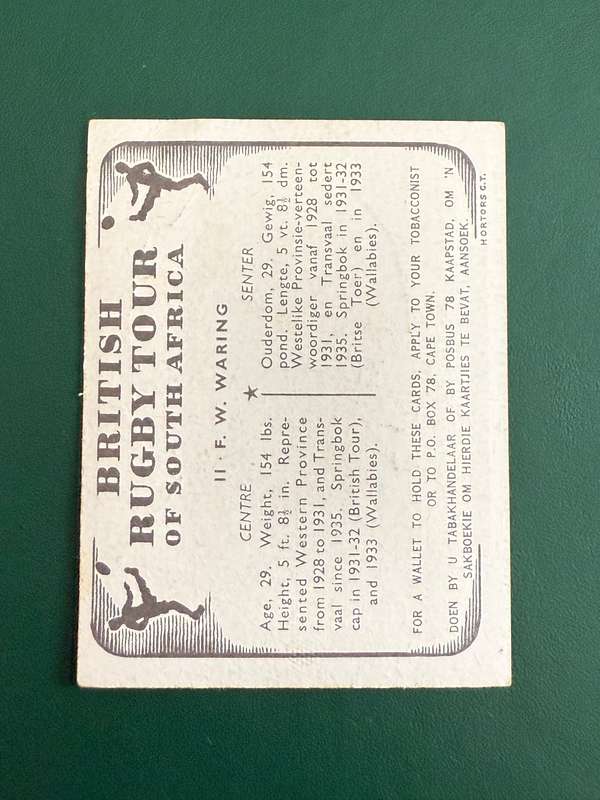 BRITISH
RUGBY TOUR
OF SOUTH AFRICA
11 · F. W. WARING
CENTRE
Age, 29. Weight, 154 lbs.
Height, 5 ft. 8½ in. Repre-
sented Western Province
from 1928 to 1931, and Trans-
vaal since 1935. Springbok
cap in 1931-32 (British Tour),
and 1933 (Wallabies).
SENTER
Ouderdom, 29. Gewig, 154
pond. Lengte, 5 vt. 8½ dm.
Westelike Provinsie-verteen-
woordiger vanaf 1928 tot
1931, en Transvaal sedert
1935. Springbok in 1931-32
(Britse Toer) en in 1933
(Wallabies).
FOR A WALLET TO HOLD THESE CARDS, APPLY TO YOUR TOBACCONIST
OR TO P.O. BOX 78, CAPE TOWN.
DOEN BY U TABAKHANDELAAR OF BY POSBUS 78 KAAPSTAD, OM 'N
SAKBOEKIE OM HIERDIE KAARTJIES TE BEVAT, AANSOEK.
HORTORS C.T.